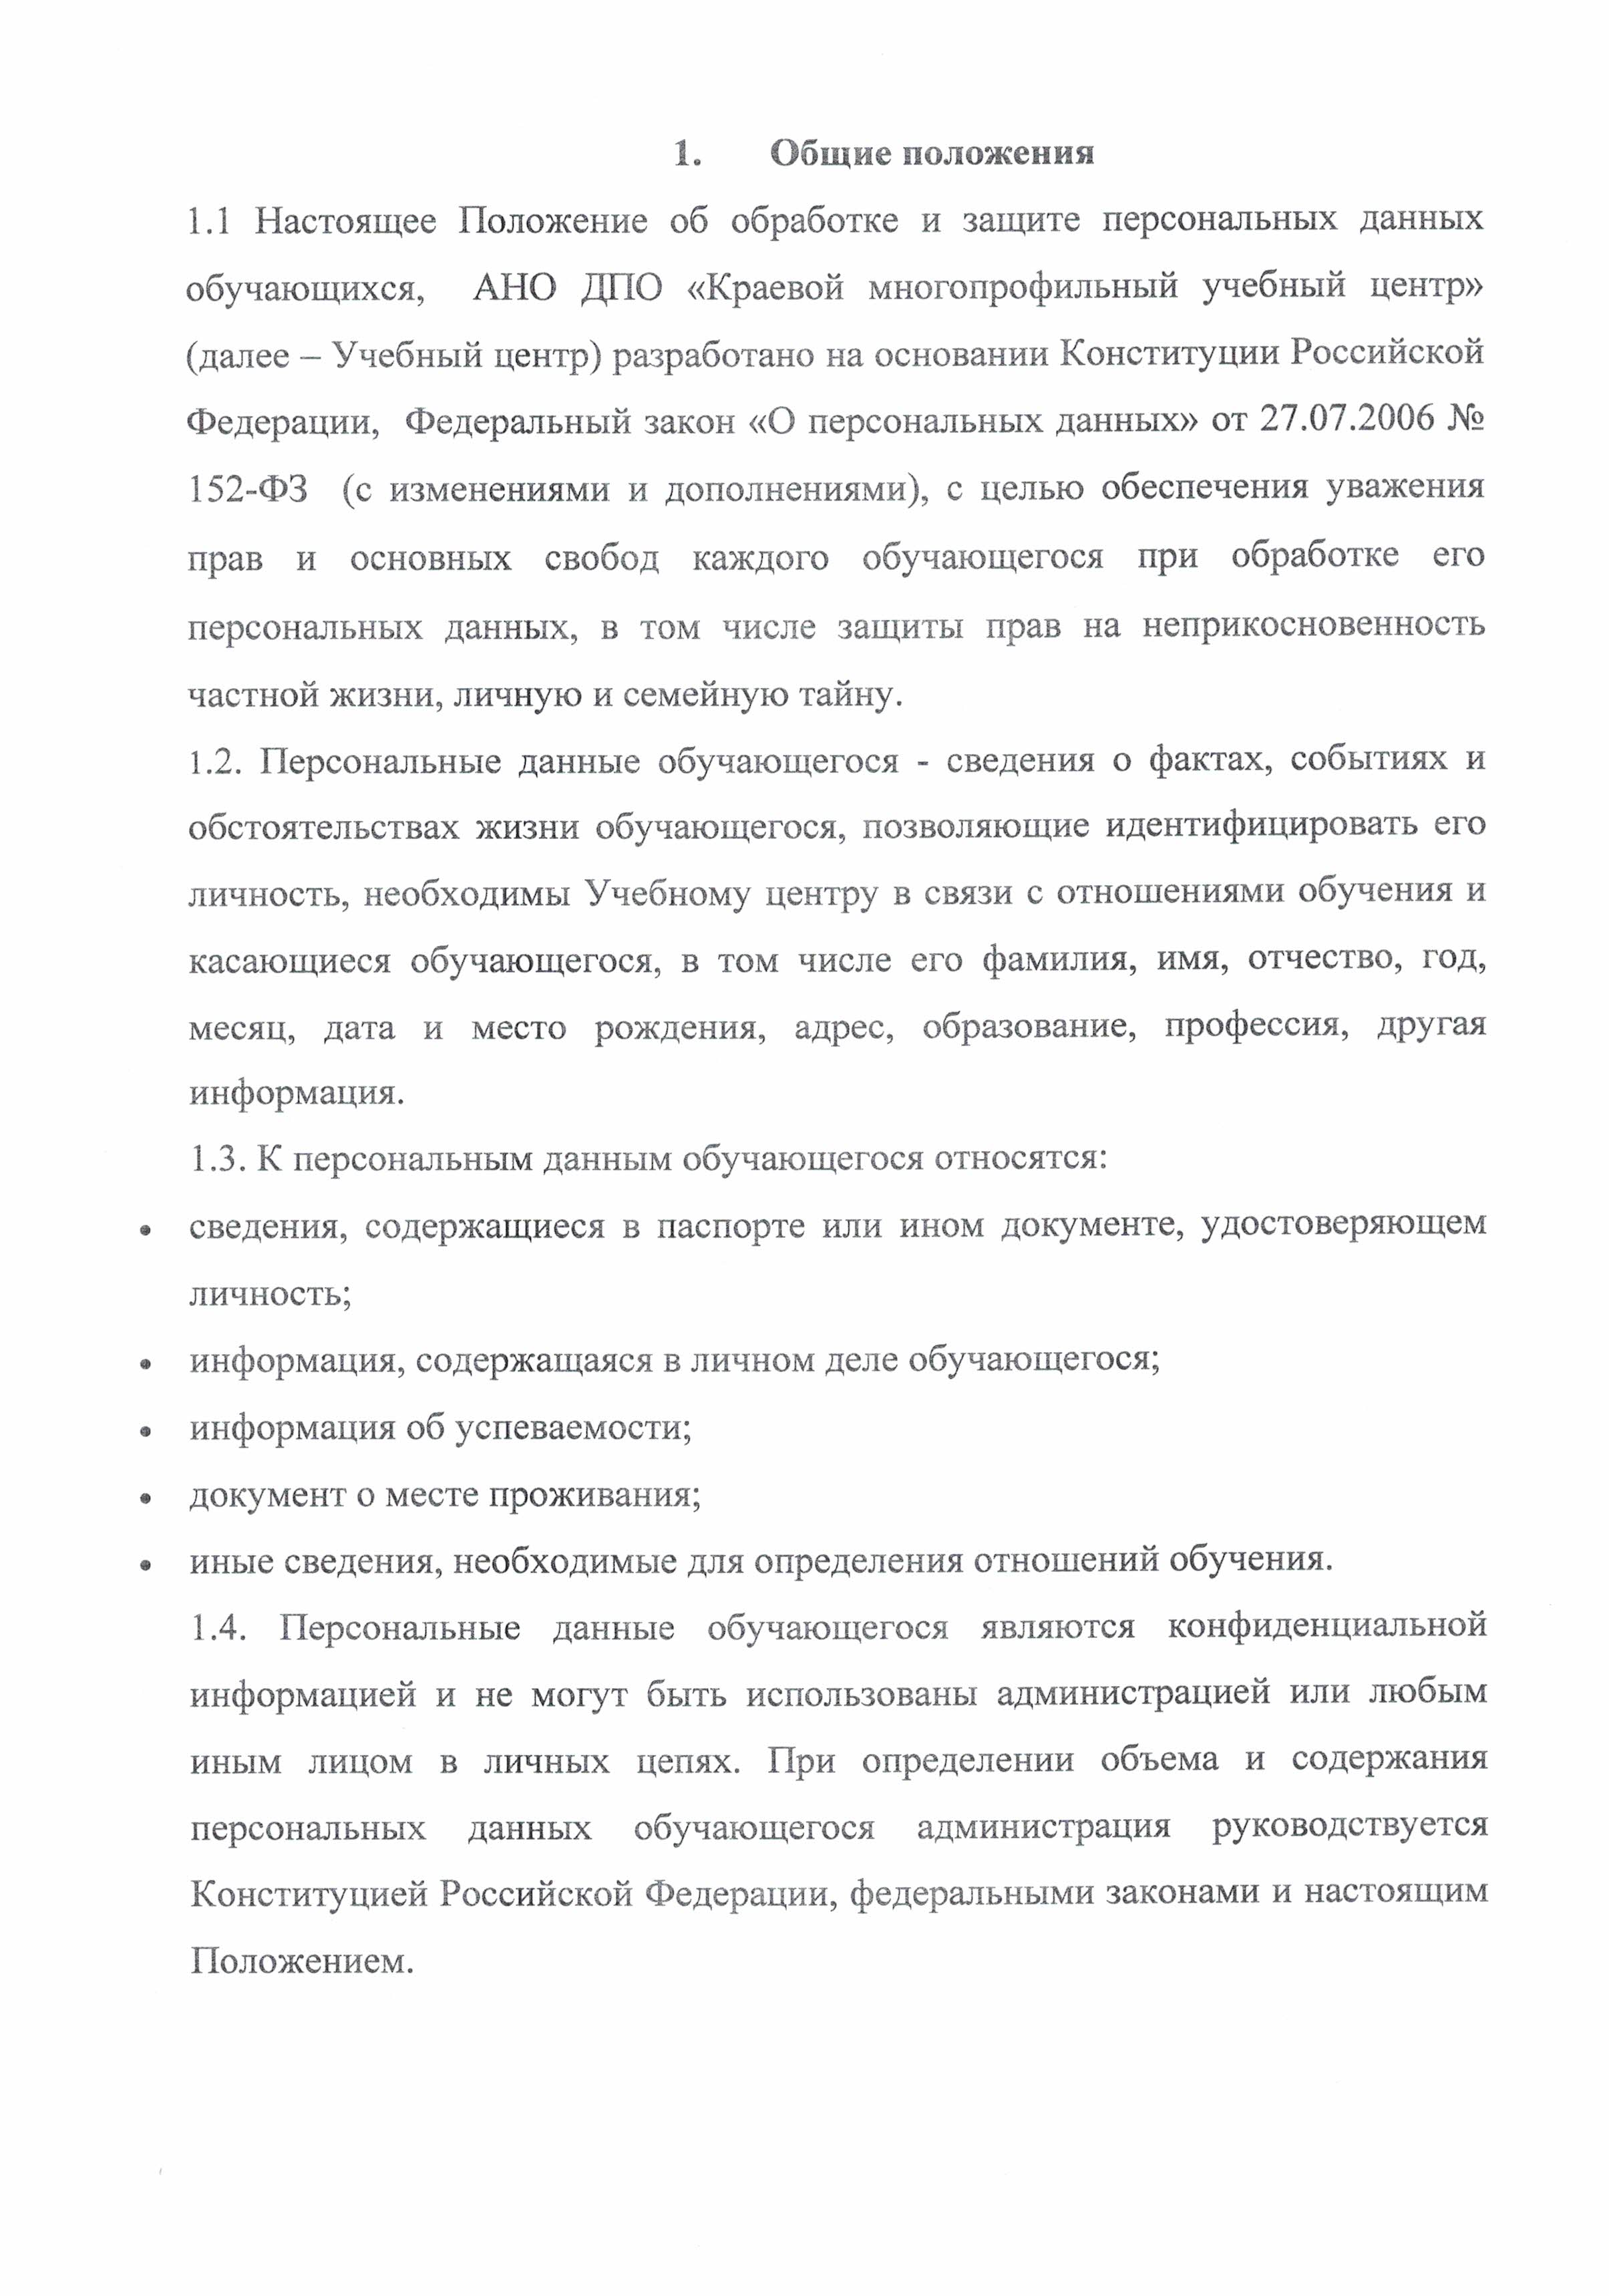 1. Общие положения
1.1 Настоящее Положение об обработке и защите персональных данных
обучающихся, АНО ДПО «Краевой многопрофильный учебный центр»
(далее – Учебный центр) разработано на основании Конституции Российской
Федерации, Федеральный закон «О персональных данных» от 27.07.2006 №
152-ФЗ (с изменениями и дополнениями), с целью обеспечения уважения
прав и основных свобод каждого обучающегося при обработке его
персональных данных, в том числе защиты прав на неприкосновенность
частной жизни, личную и семейную тайну.
1.2. Персональные данные обучающегося - сведения о фактах, событиях и
обстоятельствах жизни обучающегося, позволяющие идентифицировать его
личность, необходимы Учебному центру в связи с отношениями обучения и
касающиеся обучающегося, в том числе его фамилия, имя, отчество, год,
месяц, дата и место рождения, адрес, образование, профессия, другая
информация.
1.3. К персональным данным обучающегося относятся:
• сведения, содержащиеся в паспорте или ином документе, удостоверяющем
личность;
• информация, содержащаяся в личном деле обучающегося;
• информация об успеваемости;
• документ о месте проживания;
• иные сведения, необходимые для определения отношений обучения.
1.4. Персональные данные обучающегося являются конфиденциальной
информацией и не могут быть использованы администрацией или любым
иным лицом в личных цепях. При определении объема и содержания
персональных данных обучающегося администрация руководствуется
Конституцией Российской Федерации, федеральными законами и настоящим
Положением.